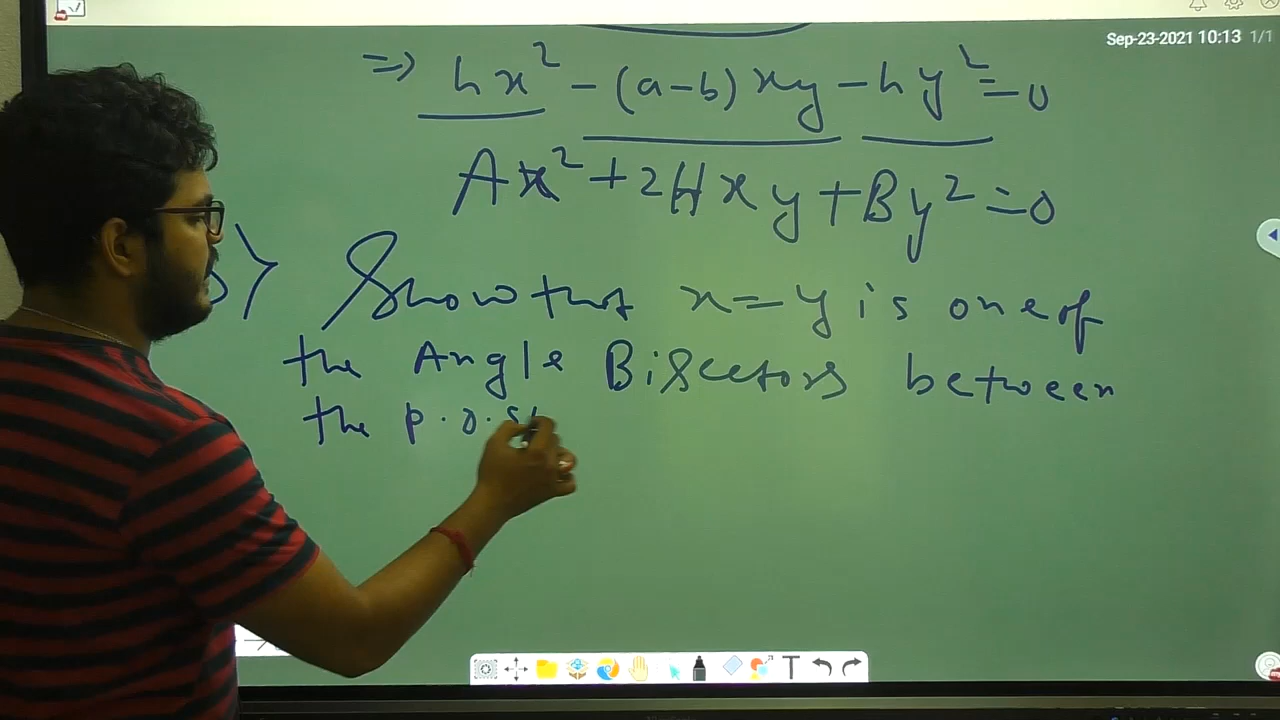 Sep-23-2021 10:13 1/1
⇒ hx² - (a-b) xy - hy² = 0
Ax² + 2Hxy + By² = 0
Show that x = y is one of
the Angle Bisectors between
the p.o.
T